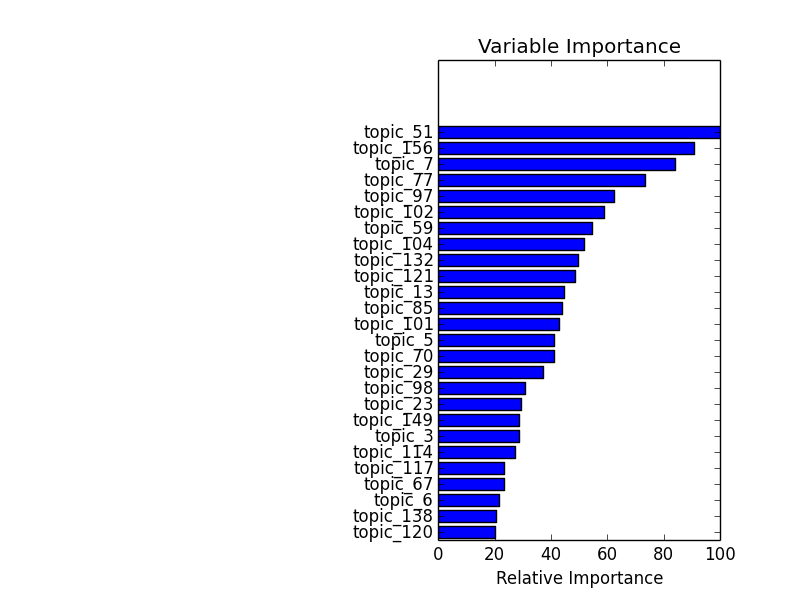 Variable Importance
topic_51
topic_156
topic_7
topic_77
topic_97
topic_102
topic_59
topic_104
topic_132
topic_121
topic_13
topic_85
topic_101
topic_5
topic_70
topic_29
topic_98
topic_23
topic_149
topic_3
topic_114
topic_117
topic_67
topic_6
topic_138
topic_120
0 20 40 60 80 100
Relative Importance